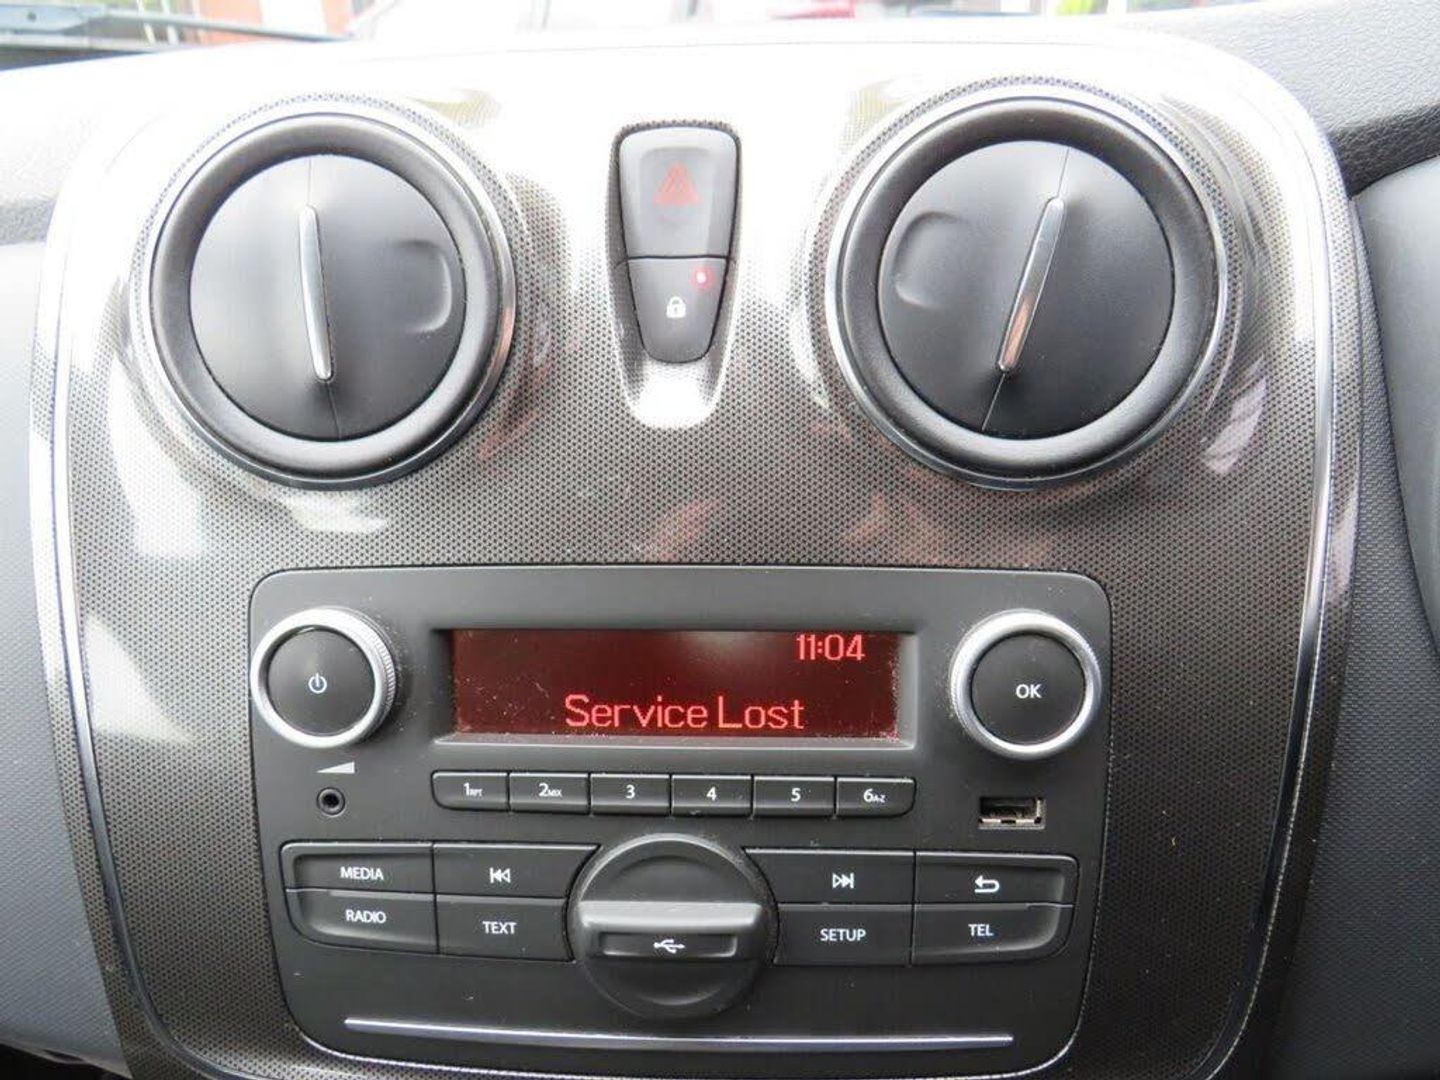 11:04
Service Lost
1RPT 2MIX 3 4 5 6A-Z
OK
MEDIA
RADIO TEXT SETUP TEL